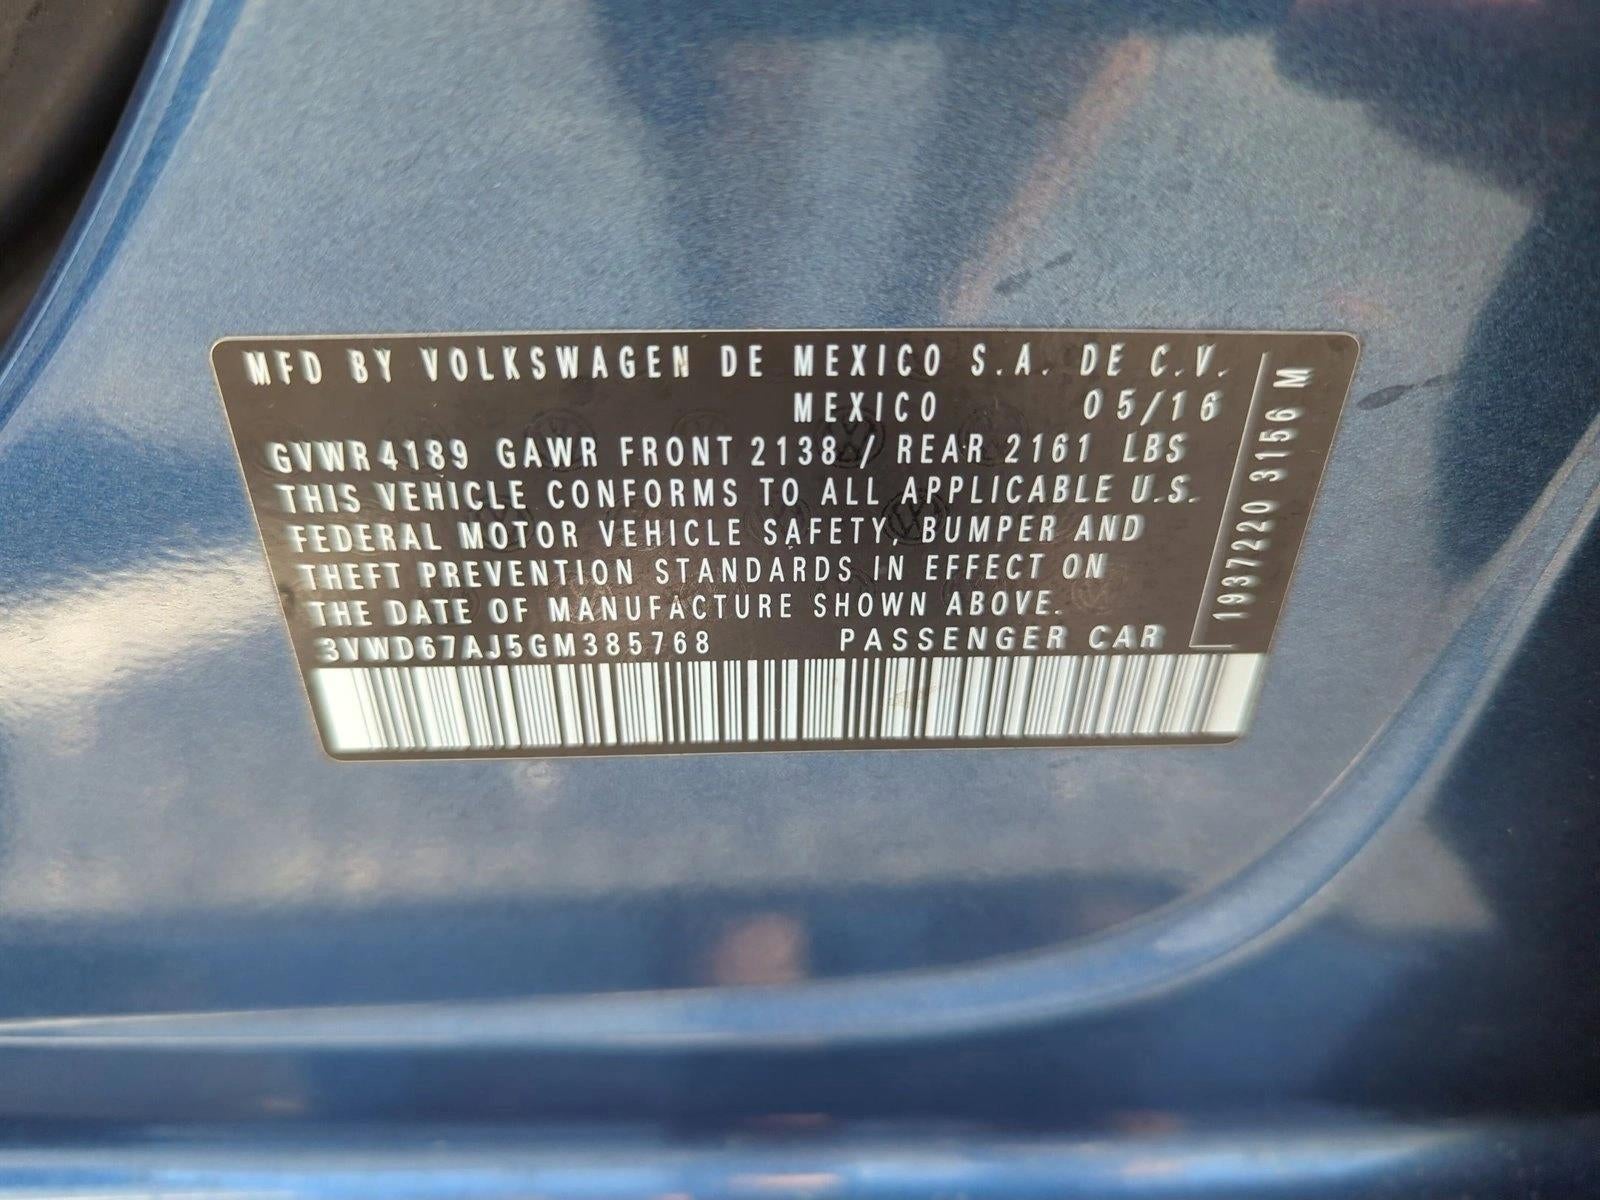 MFD BY VOLKSWAGEN DE MEXICO S.A. DE C.V.
MEXICO 05/16
GVWR 4189 GAWR FRONT 2138 / REAR 2161 LBS
THIS VEHICLE CONFORMS TO ALL APPLICABLE U.S.
FEDERAL MOTOR VEHICLE SAFETY, BUMPER AND
THEFT PREVENTION STANDARDS IN EFFECT ON
THE DATE OF MANUFACTURE SHOWN ABOVE.
3VWD67AJ5GM385768 PASSENGER CAR
1937220 3156 M